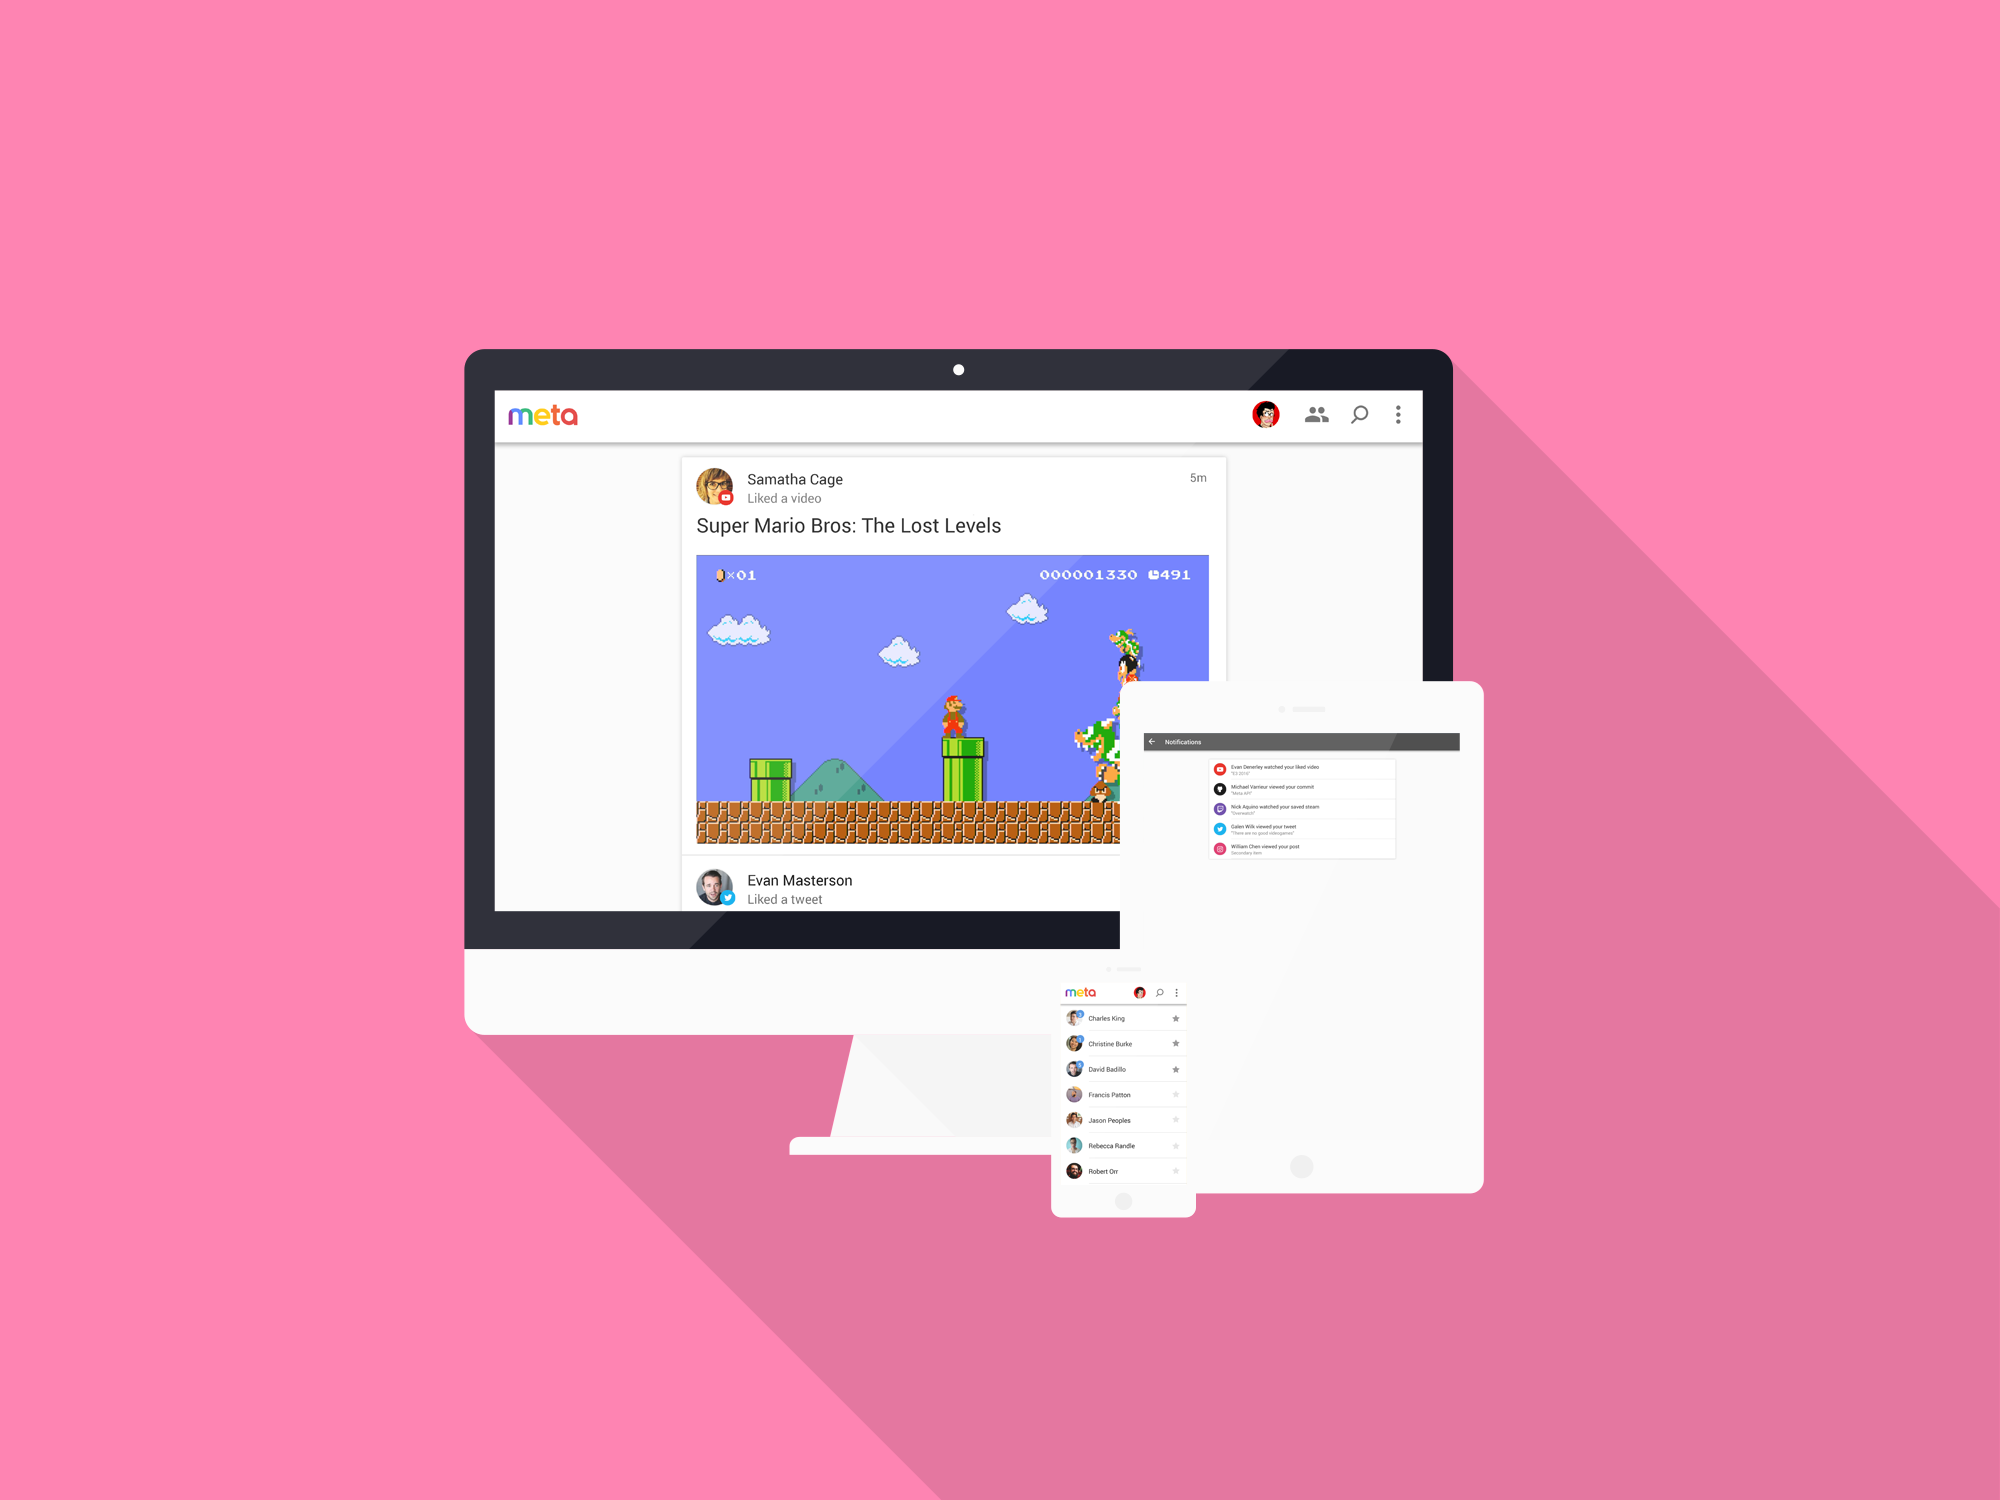 meta
Samatha Cage
5m
Liked a video
Super Mario Bros: The Lost Levels
×01
000001330 491
Evan Masterson
Liked a tweet
Notifications
Evan Denerley watched your liked video
"E3 2016"
Michael Varrieur viewed your commit
"Meta API"
Nick Aquino watched your saved steam
"Overwatch"
Galen Wilk viewed your tweet
"There are no good videogames"
William Chen viewed your post
Secondary item
meta
Charles King
Christine Burke
David Badillo
Francis Patton
Jason Peoples
Rebecca Randle
Robert Orr